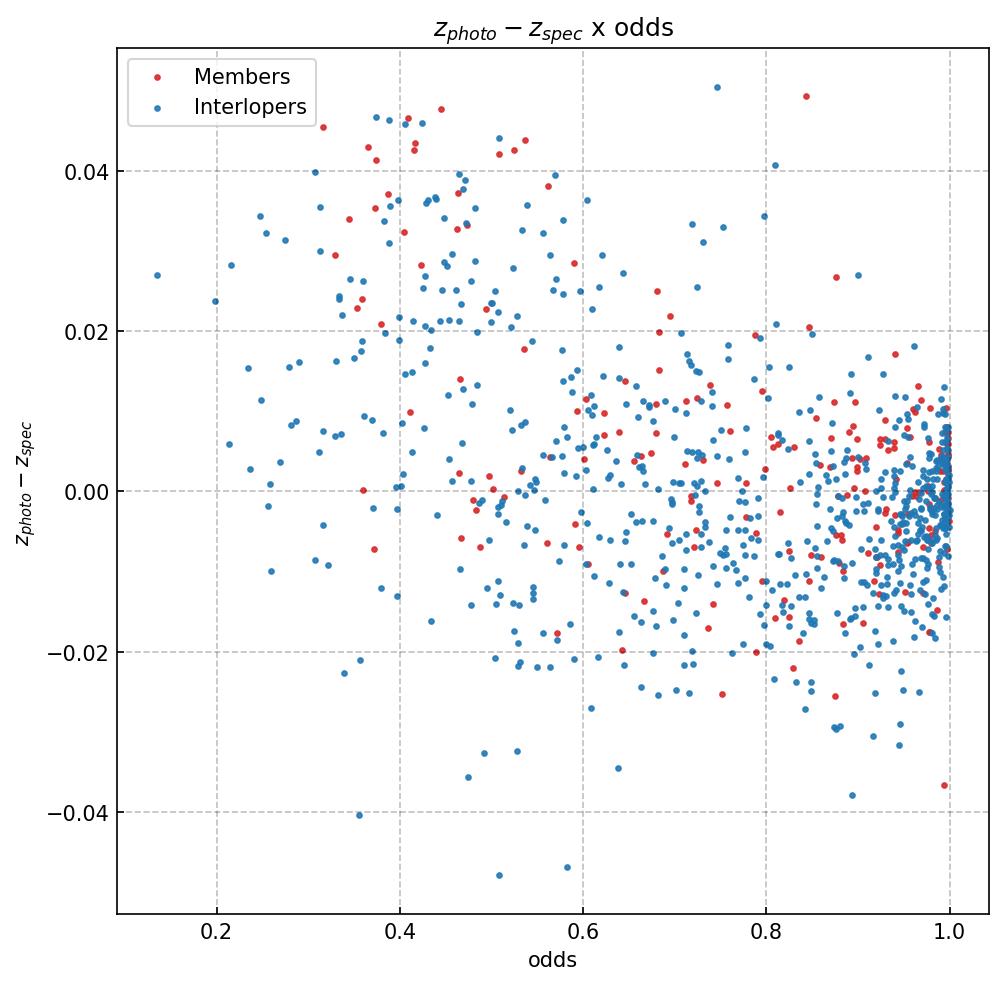 z_photo − z_spec x odds
Members
Interlopers
0.04
0.02
0.00
−0.02
−0.04
z_photo − z_spec
0.2 0.4 0.6 0.8 1.0
odds